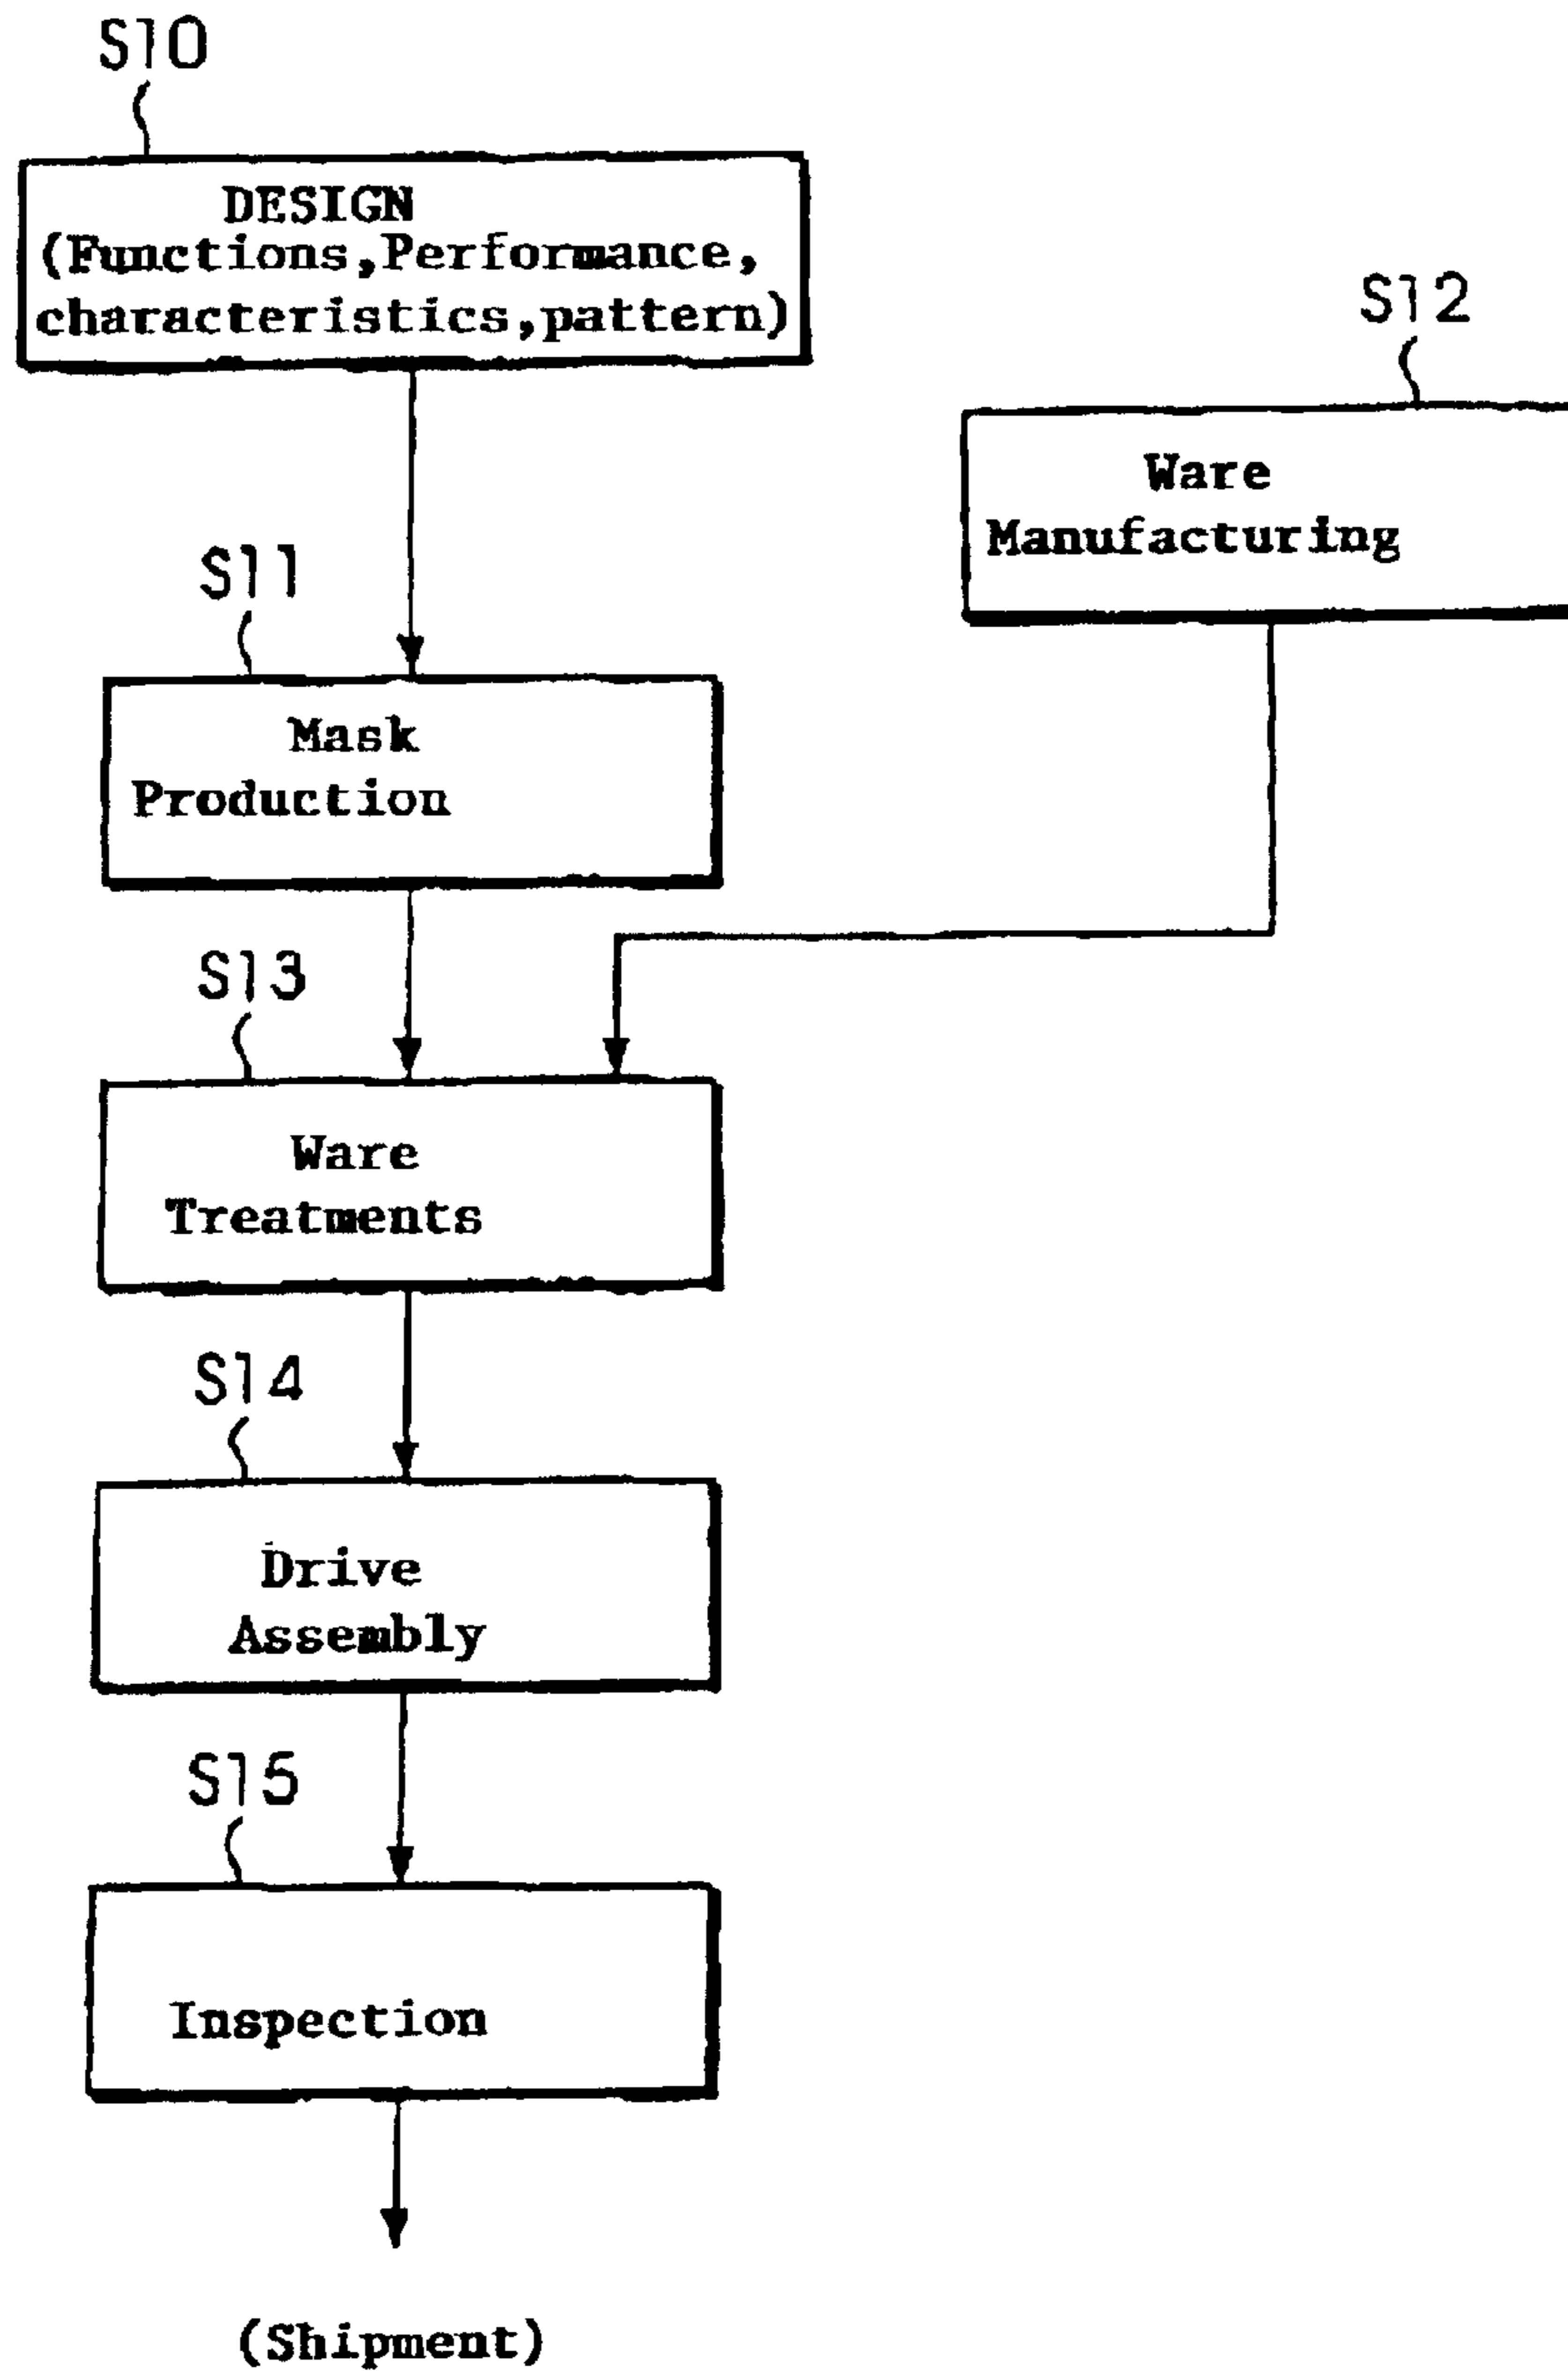 S10
DESIGN
(Functions,Performance,
characteristics,pattern)
S12
Ware
Manufacturing
S11
Mask
Production
S13
Ware
Treatments
S14
Drive
Assembly
S15
Inspection
(Shipment)